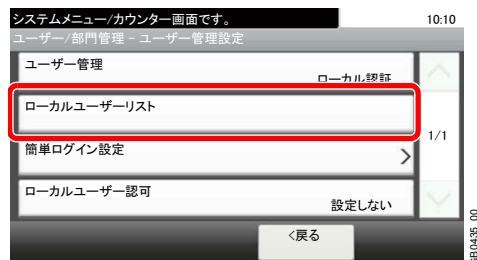 システムメニュー/カウンター画面です。
10:10
ユーザー/部門管理 - ユーザー管理設定
ユーザー管理
ローカル認証
ローカルユーザーリスト
1/1
簡単ログイン設定
ローカルユーザー認可
設定しない
<戻る
GB0435_00